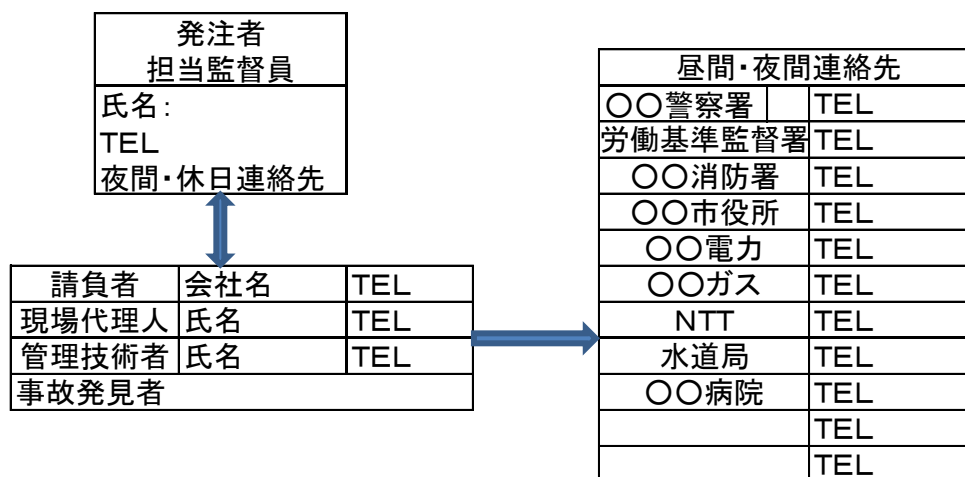 発注者
担当監督員
氏名:
TEL
夜間・休日連絡先
請負者 会社名 TEL
現場代理人 氏名 TEL
管理技術者 氏名 TEL
事故発見者
昼間・夜間連絡先
〇〇警察署 TEL
労働基準監督署 TEL
〇〇消防署 TEL
〇〇市役所 TEL
〇〇電力 TEL
〇〇ガス TEL
NTT TEL
水道局 TEL
〇〇病院 TEL
TEL
TEL